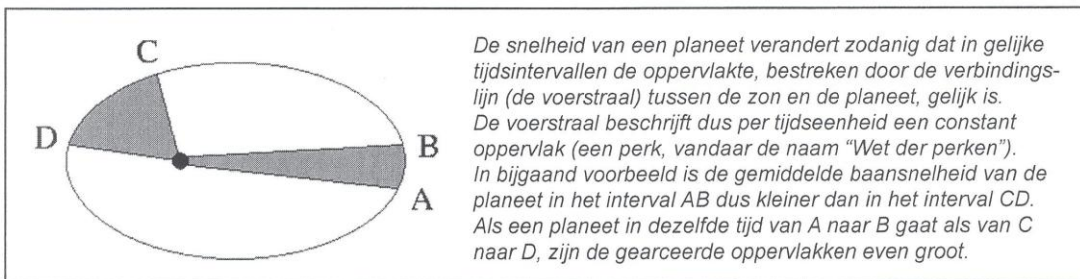 De snelheid van een planeet verandert zodanig dat in gelijke
tijdsintervallen de oppervlakte, bestreken door de verbindings-
lijn (de voerstraal) tussen de zon en de planeet, gelijk is.
De voerstraal beschrijft dus per tijdseenheid een constant
oppervlak (een perk, vandaar de naam “Wet der perken”).
In bijgaand voorbeeld is de gemiddelde baansnelheid van de
planeet in het interval AB dus kleiner dan in het interval CD.
Als een planeet in dezelfde tijd van A naar B gaat als van C
naar D, zijn de gearceerde oppervlakken even groot.
C
D
B
A